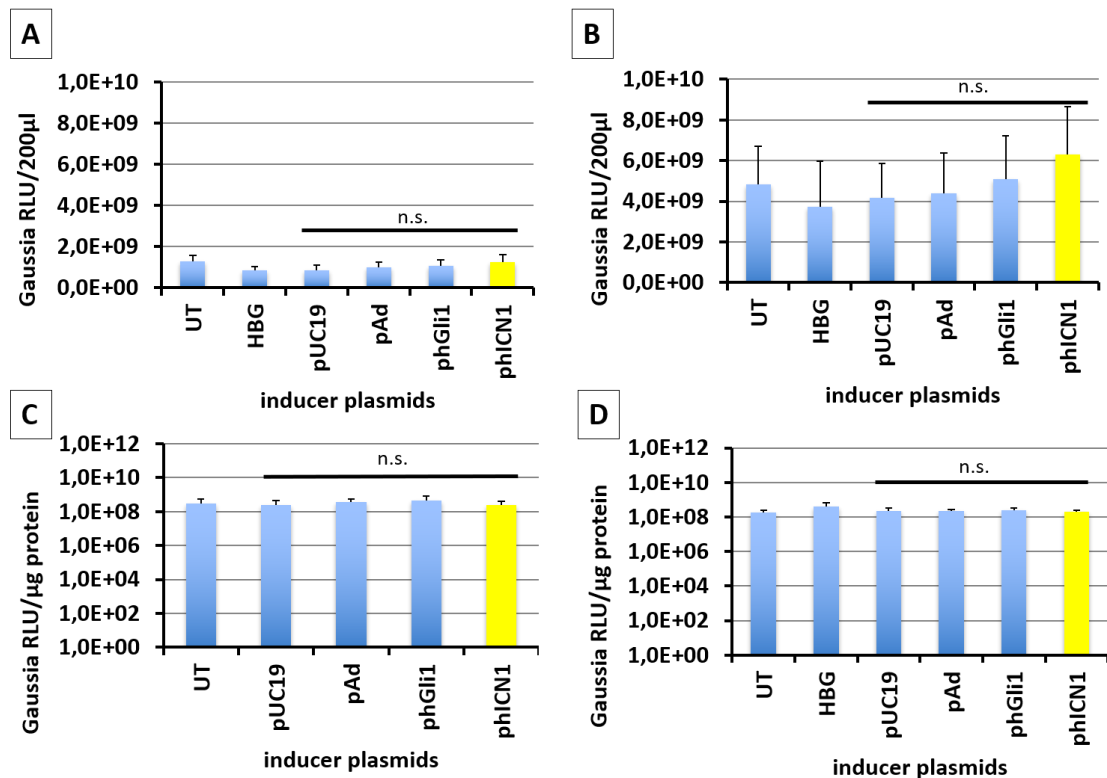 A
Gaussia RLU/200µl
1,0E+10
8,0E+09
6,0E+09
4,0E+09
2,0E+09
0,0E+00
n.s.
UT
HBG
pUC19
pAd
phGli1
phICN1
inducer plasmids
B
Gaussia RLU/200µl
1,0E+10
8,0E+09
6,0E+09
4,0E+09
2,0E+09
0,0E+00
n.s.
UT
HBG
pUC19
pAd
phGli1
phICN1
inducer plasmids
C
Gaussia RLU/µg protein
1,0E+12
1,0E+10
1,0E+08
1,0E+06
1,0E+04
1,0E+02
1,0E+00
n.s.
UT
pUC19
pAd
phGli1
phICN1
inducer plasmids
D
Gaussia RLU/µg protein
1,0E+12
1,0E+10
1,0E+08
1,0E+06
1,0E+04
1,0E+02
1,0E+00
n.s.
UT
HBG
pUC19
pAd
phGli1
phICN1
inducer plasmids